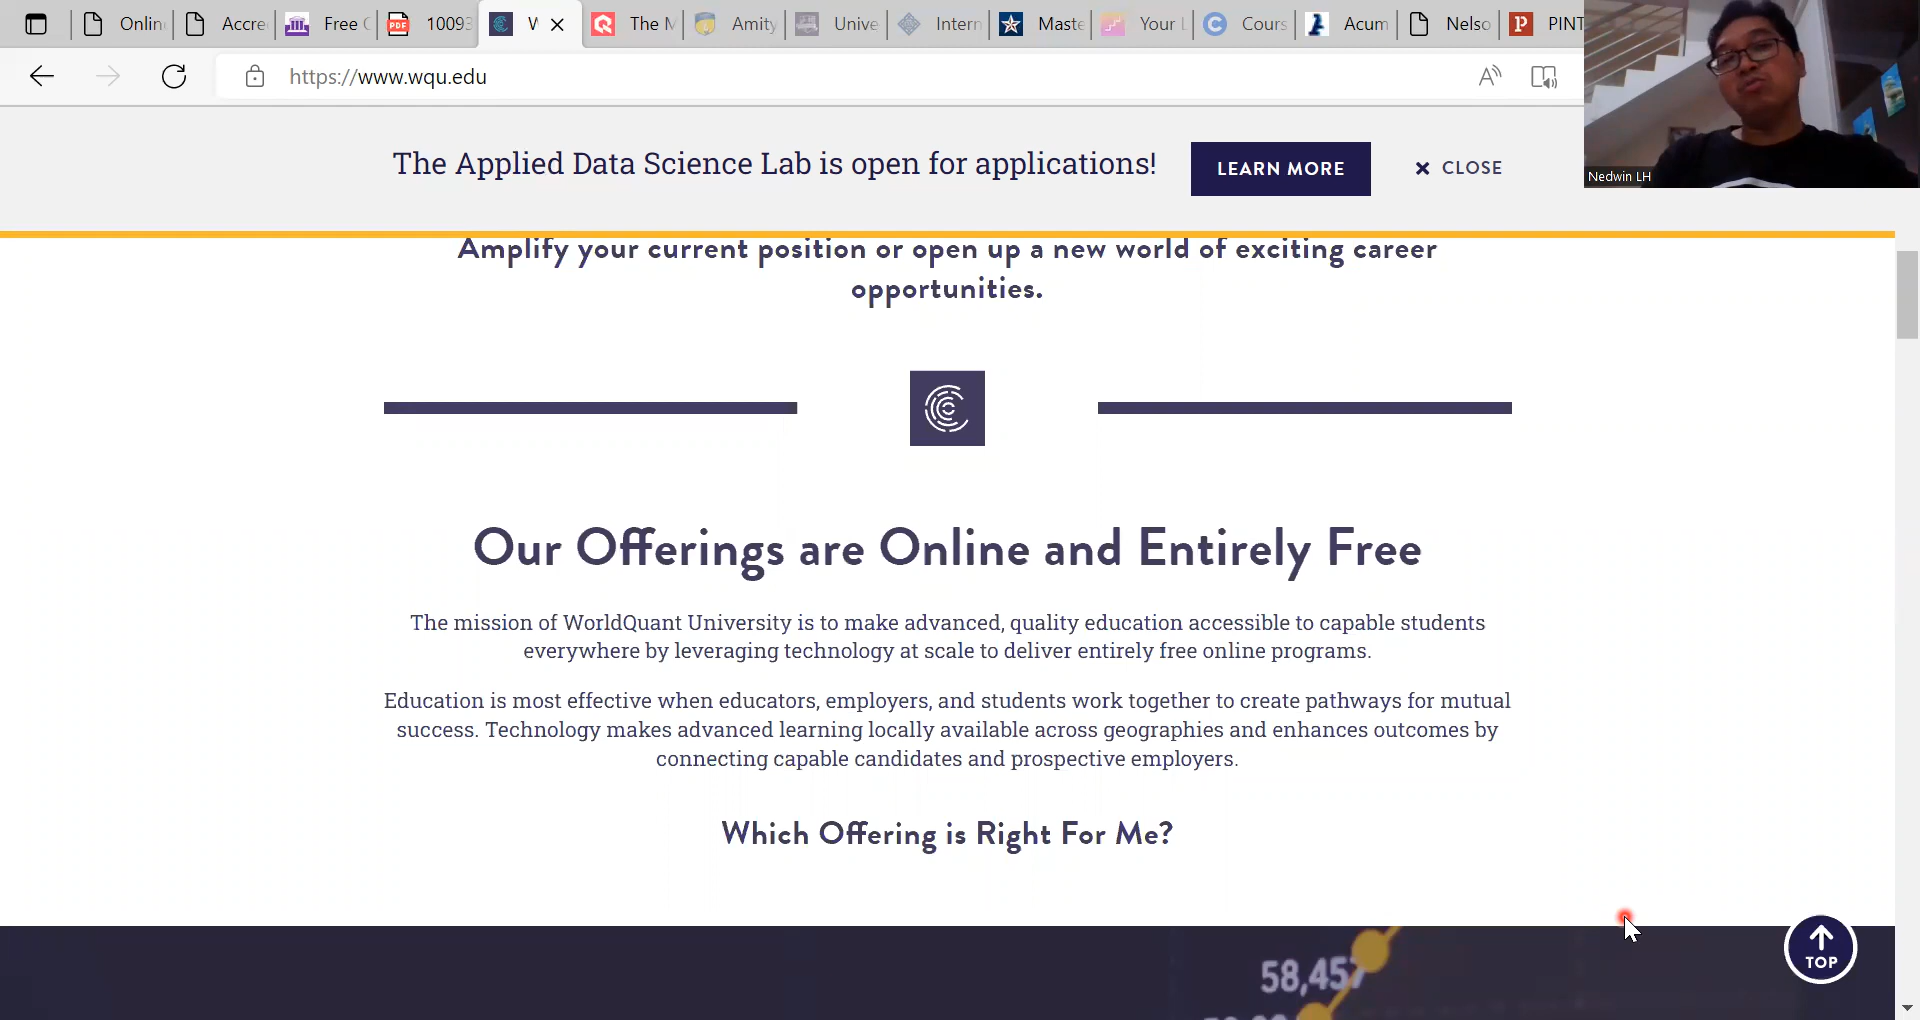 Onlin
Accre
Free C
10093
W
The M
Amity
Unive
Intern
Maste
Your L
Cours
Acum
Nelso
PINT
https://www.wqu.edu
The Applied Data Science Lab is open for applications!
LEARN MORE
CLOSE
Nedwin LH
Amplify your current position or open up a new world of exciting career
opportunities.
Our Offerings are Online and Entirely Free
The mission of WorldQuant University is to make advanced, quality education accessible to capable students
everywhere by leveraging technology at scale to deliver entirely free online programs.
Education is most effective when educators, employers, and students work together to create pathways for mutual
success. Technology makes advanced learning locally available across geographies and enhances outcomes by
connecting capable candidates and prospective employers.
Which Offering is Right For Me?
58,457
TOP